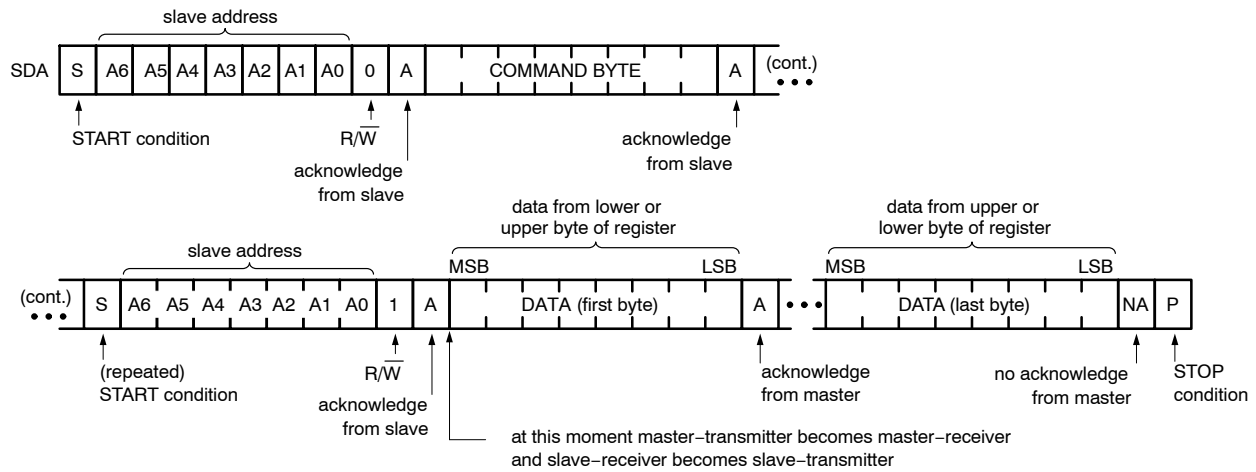 slave address
SDA S A6 A5 A4 A3 A2 A1 A0 0 A COMMAND BYTE A (cont.)
START condition
R/W
acknowledge
from slave
acknowledge
from slave
data from lower or
upper byte of register
data from upper or
lower byte of register
slave address
MSB LSB MSB LSB
(cont.) S A6 A5 A4 A3 A2 A1 A0 1 A DATA (first byte) A DATA (last byte) NA P
(repeated)
START condition
R/W
acknowledge
from slave
acknowledge
from master
no acknowledge
from master
STOP
condition
at this moment master−transmitter becomes master−receiver
and slave−receiver becomes slave−transmitter